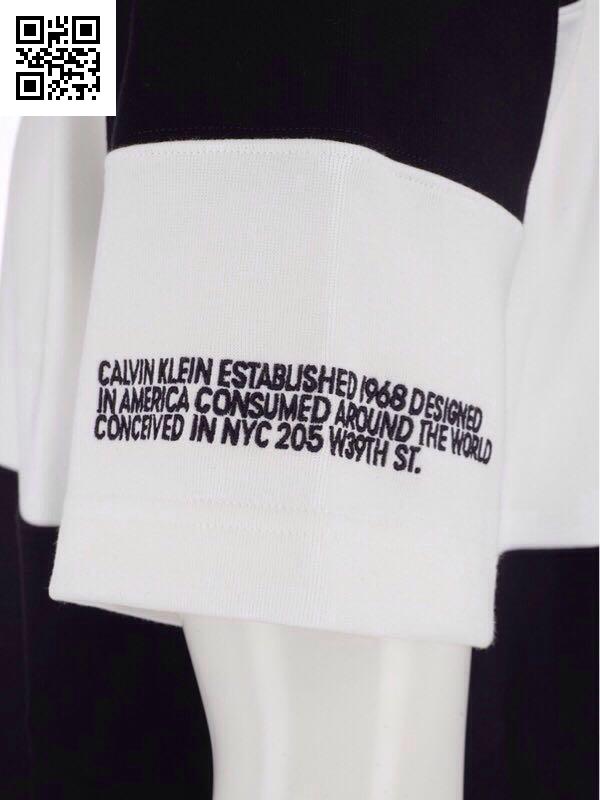 CALVIN KLEIN ESTABLISHED 1968 DESIGNED
IN AMERICA CONSUMED AROUND THE WORLD
CONCEIVED IN NYC 205 W39TH ST.